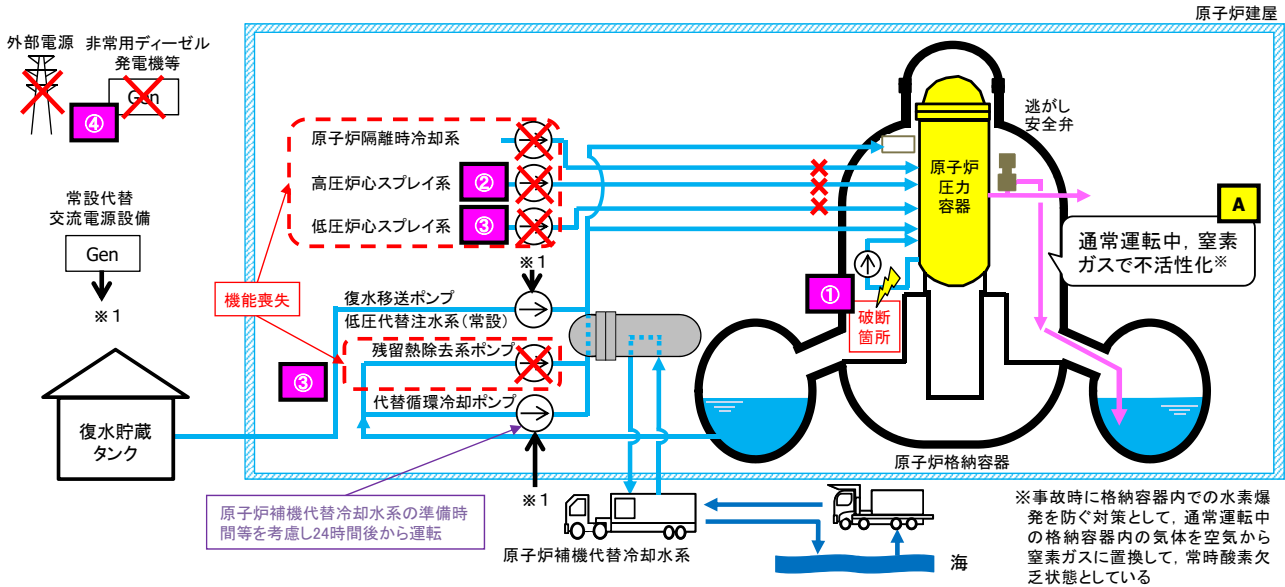 原子炉建屋
外部電源
非常用ディーゼル
発電機等
Gen
④
常設代替
交流電源設備
Gen
※1
機能喪失
原子炉隔離時冷却系
高圧炉心スプレイ系
②
低圧炉心スプレイ系
③
※1
復水移送ポンプ
低圧代替注水系(常設)
残留熱除去系ポンプ
③
代替循環冷却ポンプ
※1
復水貯蔵
タンク
原子炉補機代替冷却水系の準備時
間等を考慮し24時間後から運転
原子炉補機代替冷却水系
海
逃がし
安全弁
原子炉
圧力
容器
A
通常運転中,窒素
ガスで不活性化※
①
破断
箇所
原子炉格納容器
※事故時に格納容器内での水素爆
発を防ぐ対策として,通常運転中
の格納容器内の気体を空気から
窒素ガスに置換して,常時酸素欠
乏状態としている